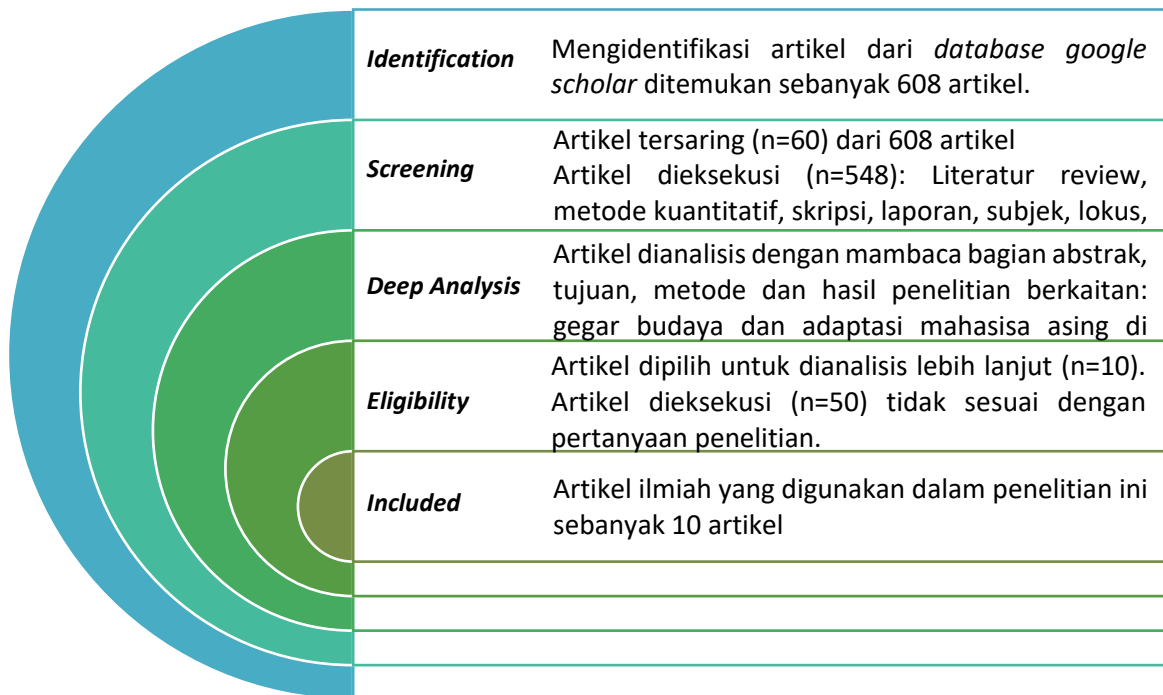 Identification
Mengidentifikasi artikel dari database google
scholar ditemukan sebanyak 608 artikel.
Screening
Artikel tersaring (n=60) dari 608 artikel
Artikel dieksekusi (n=548): Literatur review,
metode kuantitatif, skripsi, laporan, subjek, lokus,
Deep Analysis
Artikel dianalisis dengan mambaca bagian abstrak,
tujuan, metode dan hasil penelitian berkaitan:
gegar budaya dan adaptasi mahasisa asing di
Eligibility
Artikel dipilih untuk dianalisis lebih lanjut (n=10).
Artikel dieksekusi (n=50) tidak sesuai dengan
pertanyaan penelitian.
Included
Artikel ilmiah yang digunakan dalam penelitian ini
sebanyak 10 artikel